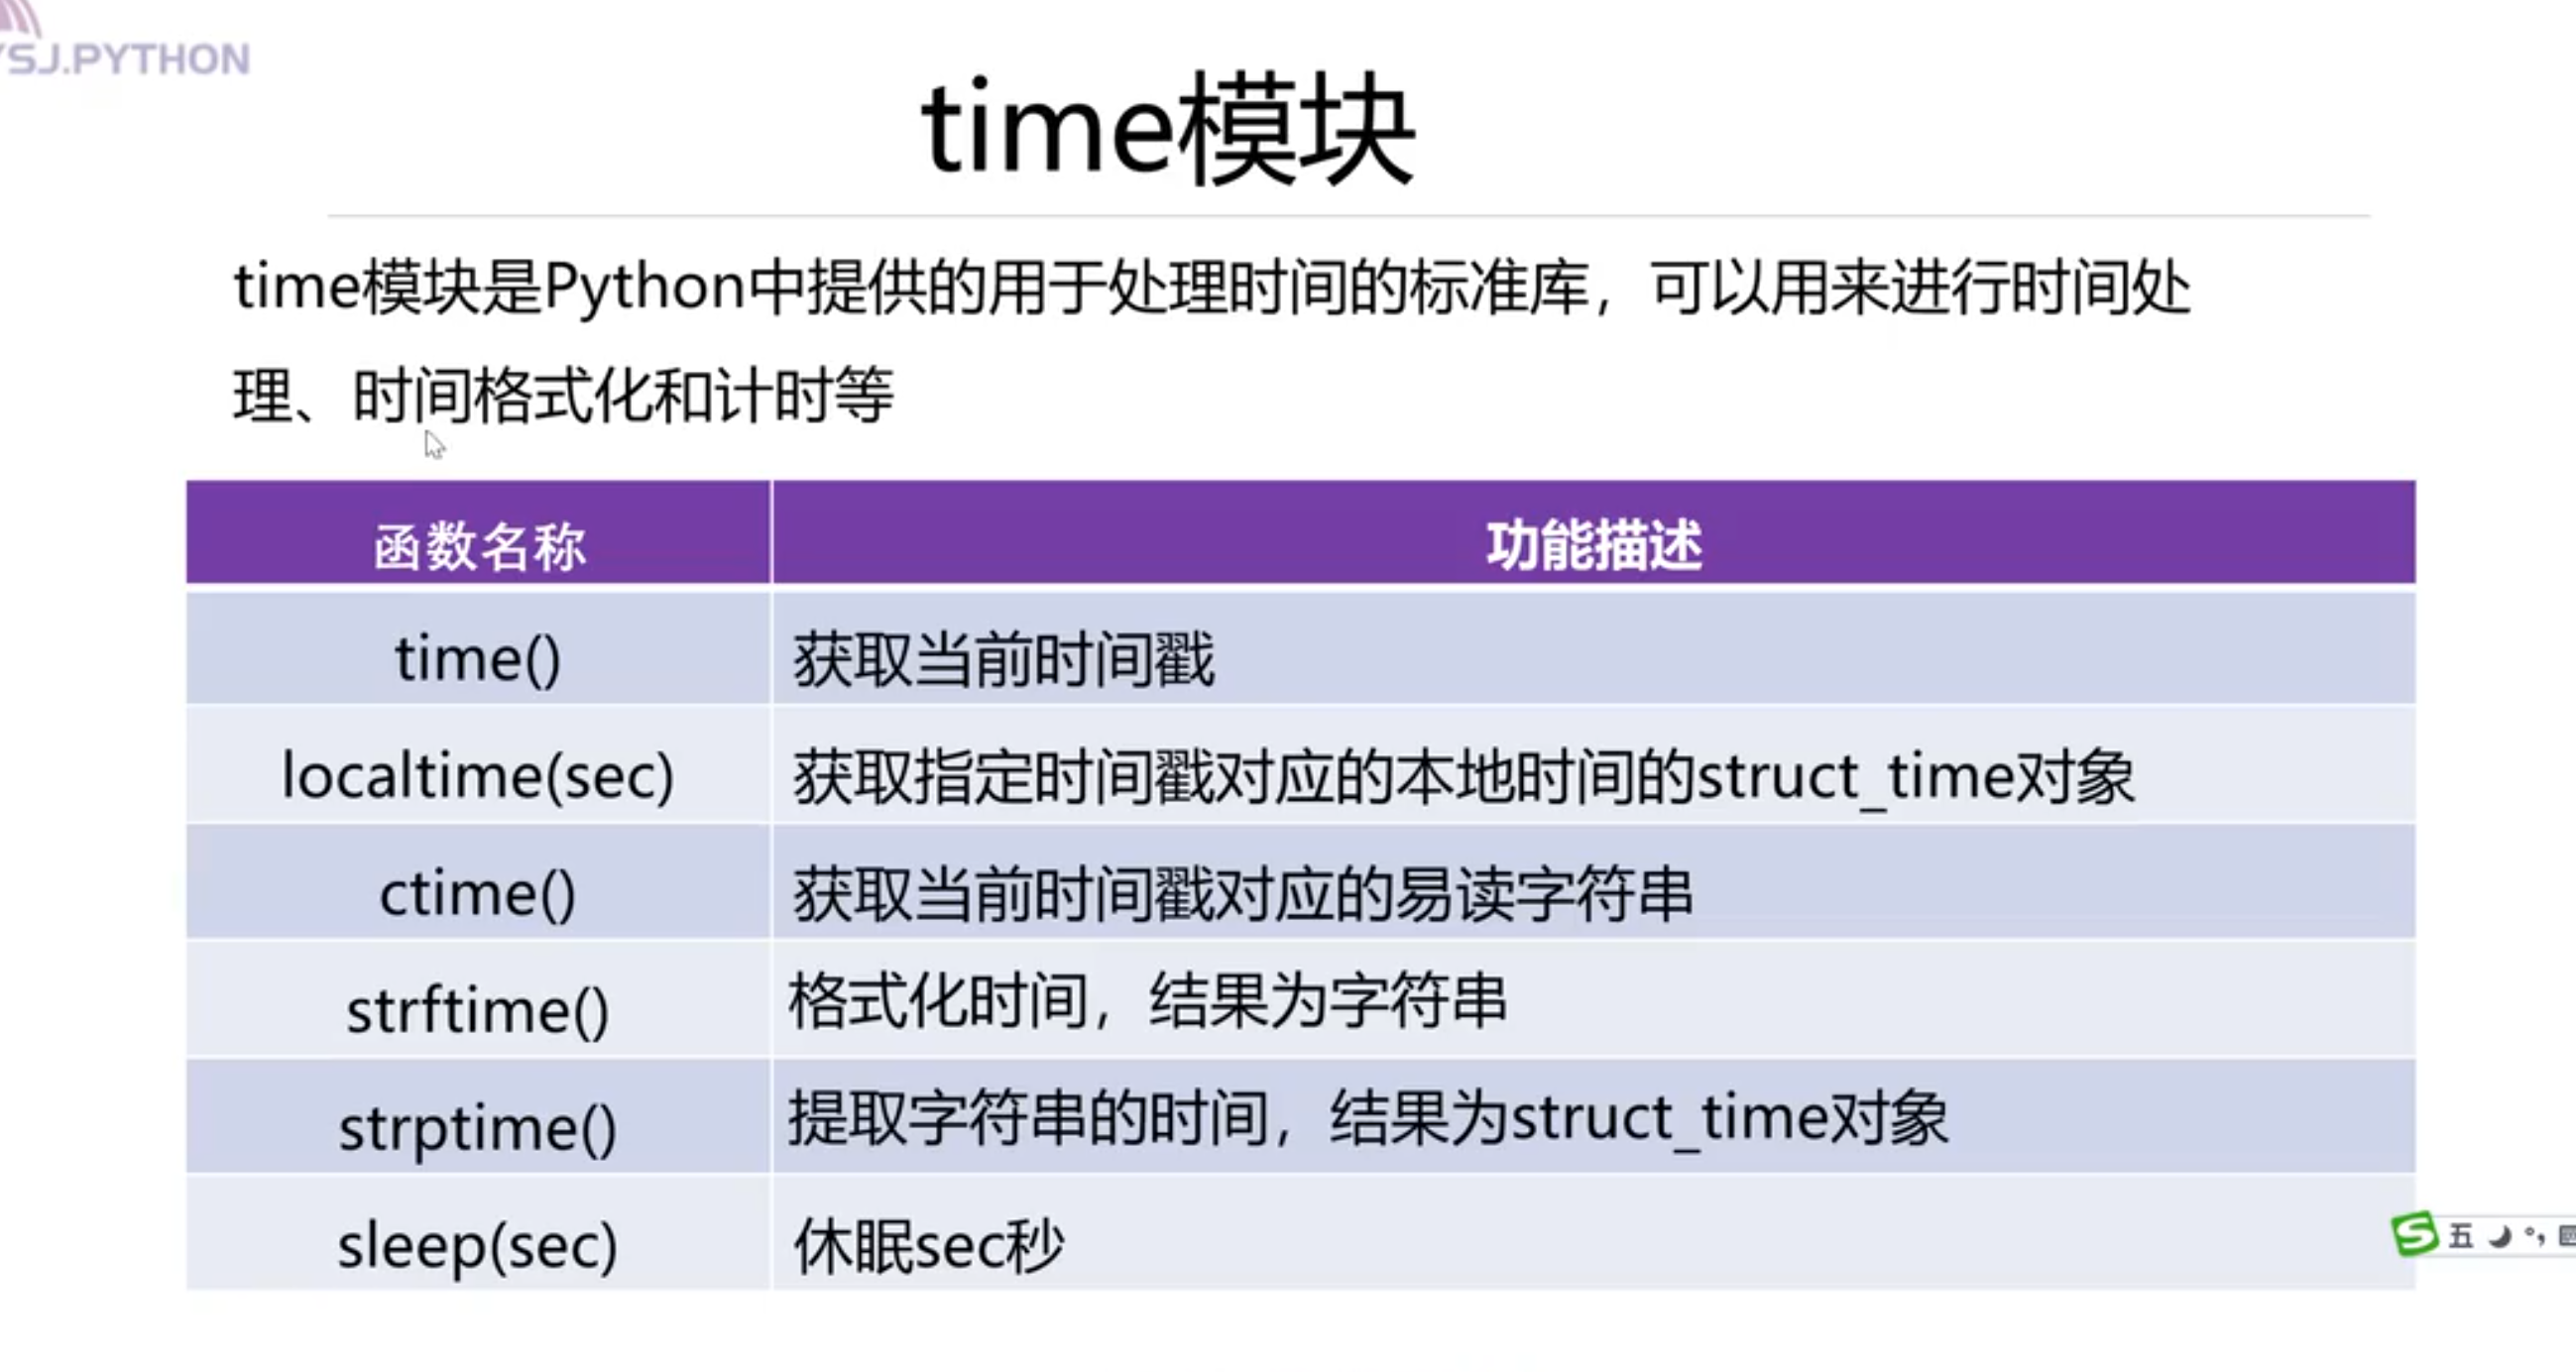 YSJ.PYTHON
time模块
time模块是Python中提供的用于处理时间的标准库，可以用来进行时间处
理、时间格式化和计时等
函数名称 功能描述
time() 获取当前时间戳
localtime(sec) 获取指定时间戳对应的本地时间的struct_time对象
ctime() 获取当前时间戳对应的易读字符串
strftime() 格式化时间，结果为字符串
strptime() 提取字符串的时间，结果为struct_time对象
sleep(sec) 休眠sec秒
五